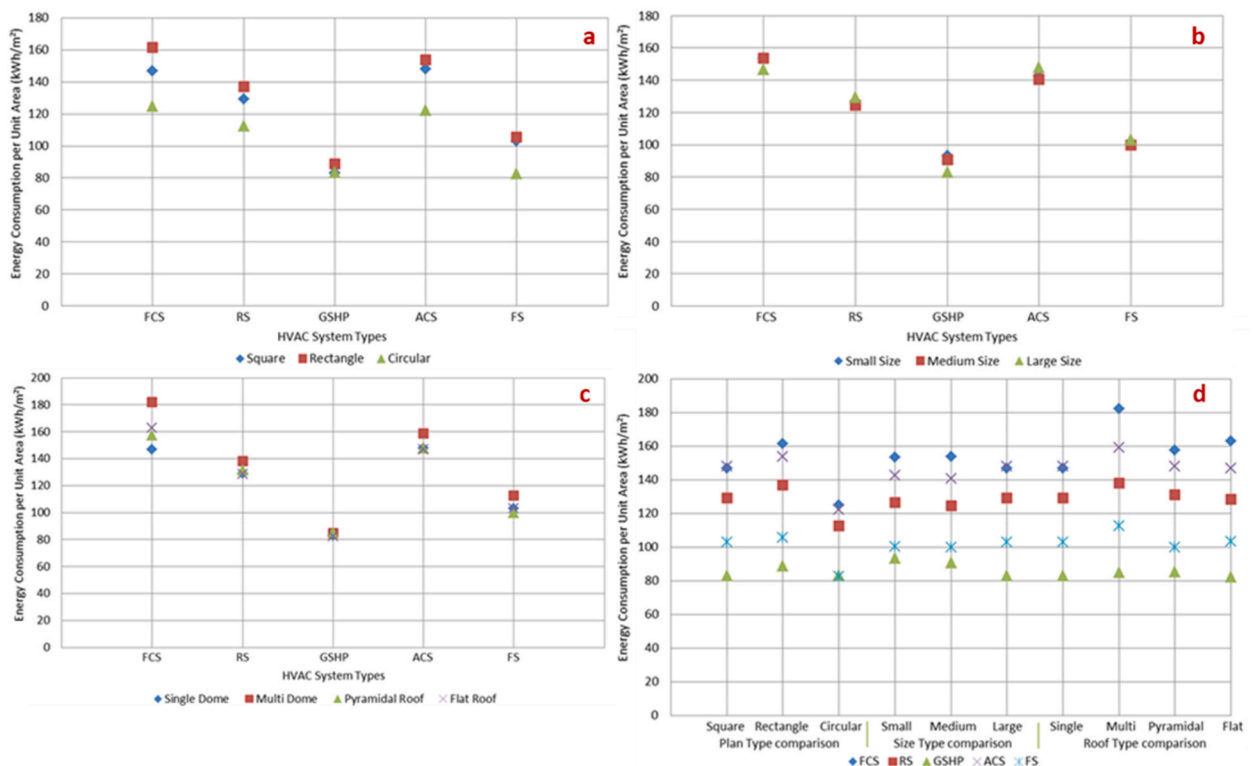 a
Energy Consumption per Unit Area (kWh/m²)
180
160
140
120
100
80
60
40
20
0
FCS RS GSHP ACS FS
HVAC System Types
Square Rectangle Circular
b
Energy Consumption per Unit Area (kWh/m²)
180
160
140
120
100
80
60
40
20
0
FCS RS GSHP ACS FS
HVAC System Types
Small Size Medium Size Large Size
c
Energy Consumption per Unit Area (kWh/m²)
200
180
160
140
120
100
80
60
40
20
0
FCS RS GSHP ACS FS
HVAC System Types
Single Dome Multi Dome Pyramidal Roof Flat Roof
d
Energy Consumption per Unit Area (kWh/m²)
200
180
160
140
120
100
80
60
40
20
0
Square Rectangle Circular Small Medium Large Single Multi Pyramidal Flat
Plan Type comparison Size Type comparison Roof Type comparison
FCS RS GSHP ACS FS